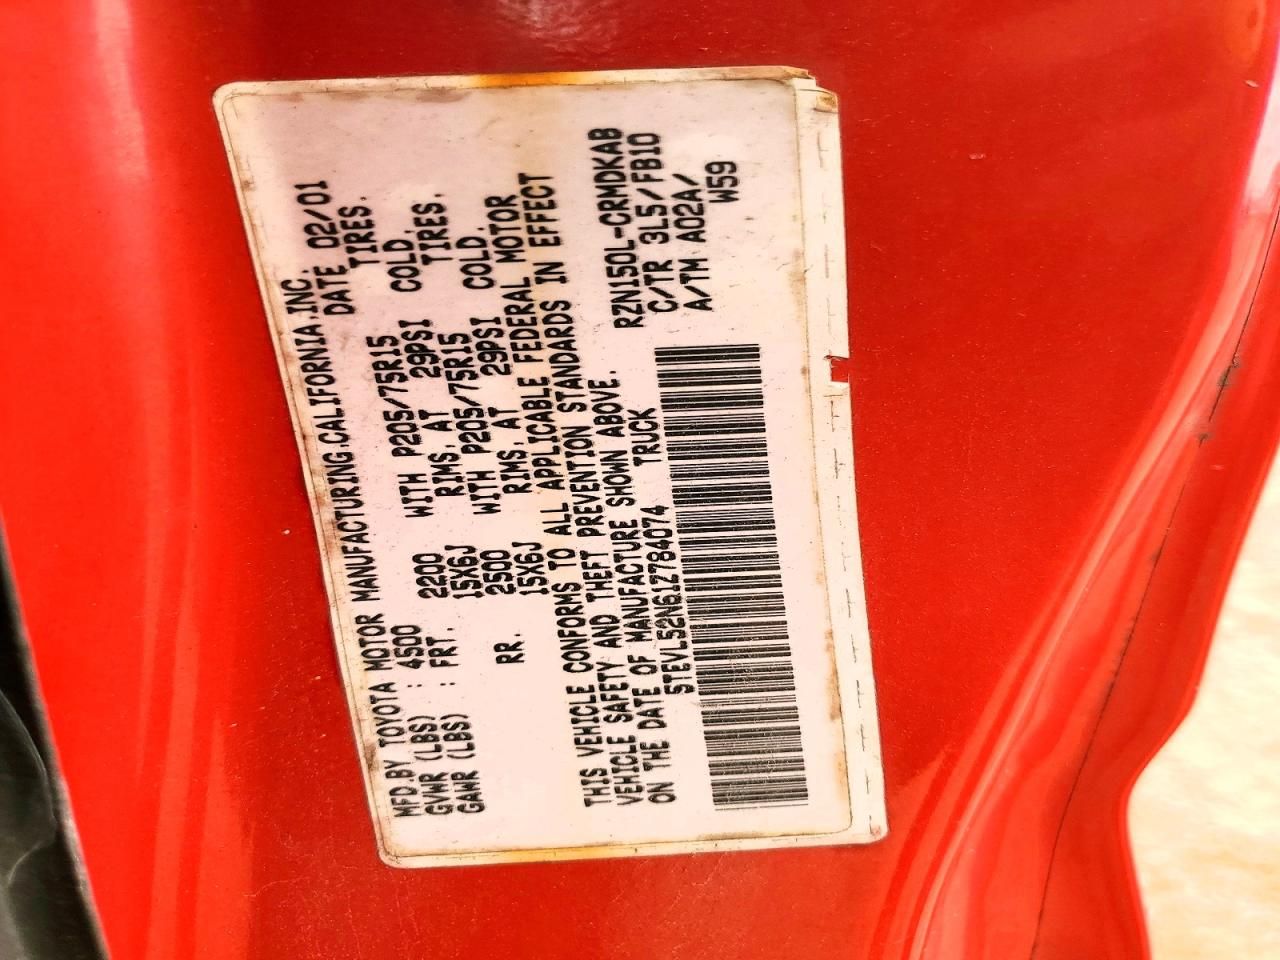 MFD.BY TOYOTA MOTOR MANUFACTURING,CALIFORNIA,INC.
GVWR (LBS) : 4500 DATE 02/01
GAWR (LBS) : FRT. 2200 WITH P205/75R15 TIRES.
15X6J RIMS, AT 29PSI COLD.
RR. 2500 WITH P205/75R15 TIRES.
15X6J RIMS, AT 29PSI COLD.
THIS VEHICLE CONFORMS TO ALL APPLICABLE FEDERAL MOTOR
VEHICLE SAFETY AND THEFT PREVENTION STANDARDS IN EFFECT
ON THE DATE OF MANUFACTURE SHOWN ABOVE.
5TEVL52N61Z784074 TRUCK
RZN150L-CRMDKAB
C/TR 3L5/FB10
A/TM A02A/
W59